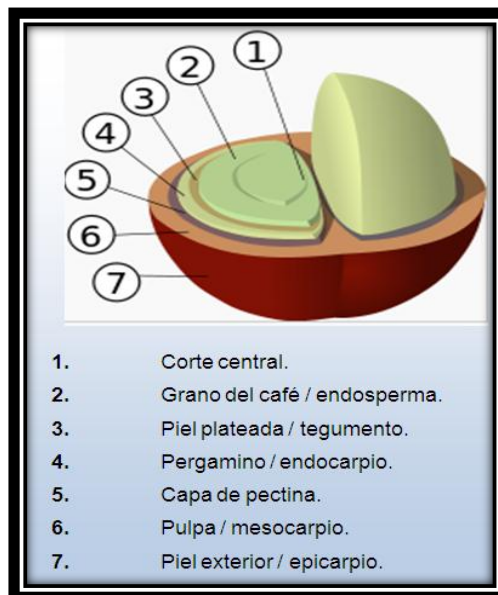 1
2
3
4
5
6
7
1. Corte central.
2. Grano del café / endosperma.
3. Piel plateada / tegumento.
4. Pergamino / endocarpio.
5. Capa de pectina.
6. Pulpa / mesocarpio.
7. Piel exterior / epicarpio.